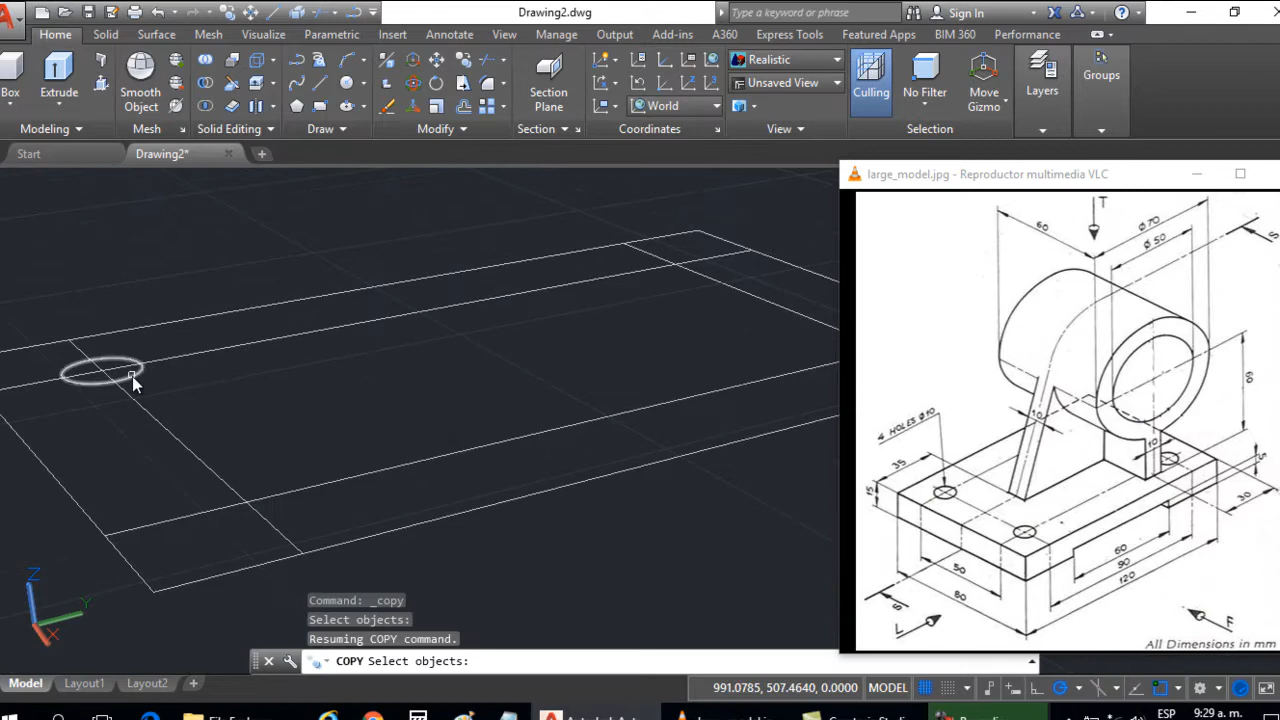 Drawing2.dwg
Type a keyword or phrase
Sign In
Home Solid Surface Mesh Visualize Parametric Insert Annotate View Manage Output Add-ins A360 Express Tools Featured Apps BIM 360 Performance
Box
Extrude
Smooth
Object
Section
Plane
Realistic
Unsaved View
World
Culling
No Filter
Move
Gizmo
Layers
Groups
Modeling
Mesh
Solid Editing
Draw
Modify
Section
Coordinates
View
Selection
Start
Drawing2*
large_model.jpg - Reproductor multimedia VLC
T
60
Ø 70
Ø 50
S
60
10
4 HOLES Ø10
10
35
15
5
30
50
80
60
90
120
S
L
F
All Dimensions in mm
Z
Y
X
Command: _copy
Select objects:
Resuming COPY command.
COPY Select objects:
Model Layout1 Layout2
991.0785, 507.4640, 0.0000 MODEL
ESP
9:29 a. m.